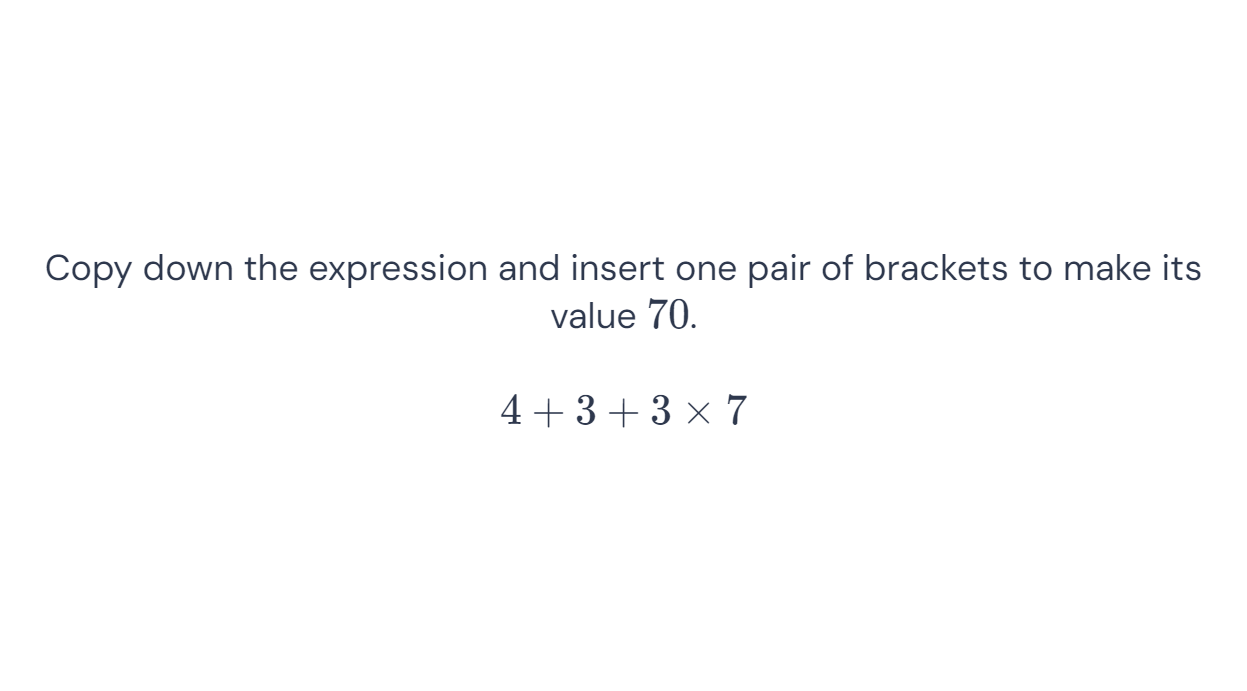 Copy down the expression and insert one pair of brackets to make its
value 70.
4 + 3 + 3 × 7